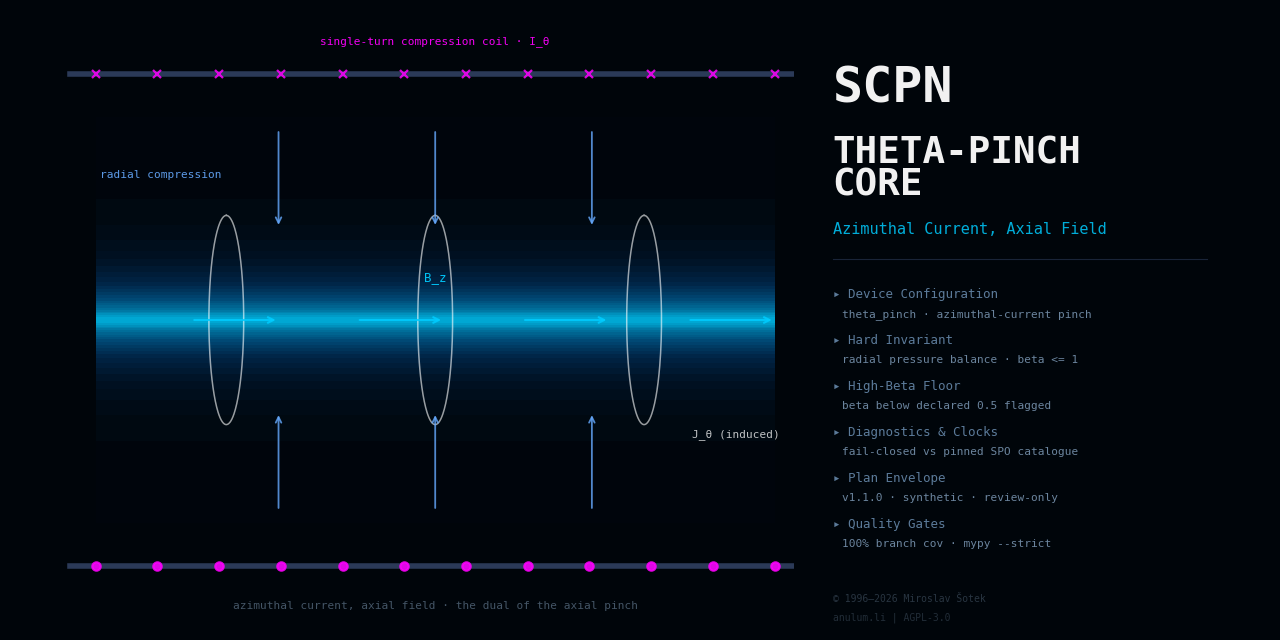 single-turn compression coil · I_θ
radial compression
B_z
J_θ (induced)
azimuthal current, axial field · the dual of the axial pinch
SCPN
THETA-PINCH
CORE
Azimuthal Current, Axial Field
▸ Device Configuration
theta_pinch · azimuthal-current pinch
▸ Hard Invariant
radial pressure balance · beta <= 1
▸ High-Beta Floor
beta below declared 0.5 flagged
▸ Diagnostics & Clocks
fail-closed vs pinned SPO catalogue
▸ Plan Envelope
v1.1.0 · synthetic · review-only
▸ Quality Gates
100% branch cov · mypy --strict
© 1996–2026 Miroslav Šotek
anulum.li | AGPL-3.0